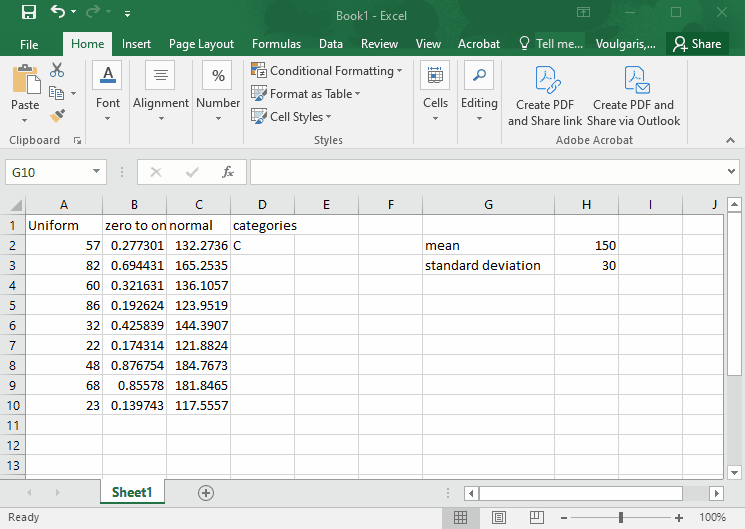 Book1 - Excel
File Home Insert Page Layout Formulas Data Review View Acrobat Tell me... Voulgaris,... Share
Paste
Clipboard
A
Font
Alignment
%
Number
Conditional Formatting
Format as Table
Cell Styles
Styles
Cells
Editing
Create PDF
and Share link
Create PDF and
Share via Outlook
Adobe Acrobat
G10 fx
A B C D E F G H I J
1 Uniform zero to on normal categories
2 57 0.277301 132.2736 C mean 150
3 82 0.694431 165.2535 standard deviation 30
4 60 0.321631 136.1057
5 86 0.192624 123.9519
6 32 0.425839 144.3907
7 22 0.174314 121.8824
8 48 0.876754 184.7673
9 68 0.85578 181.8465
10 23 0.139743 117.5557
11
12
13
Sheet1
Ready 100%